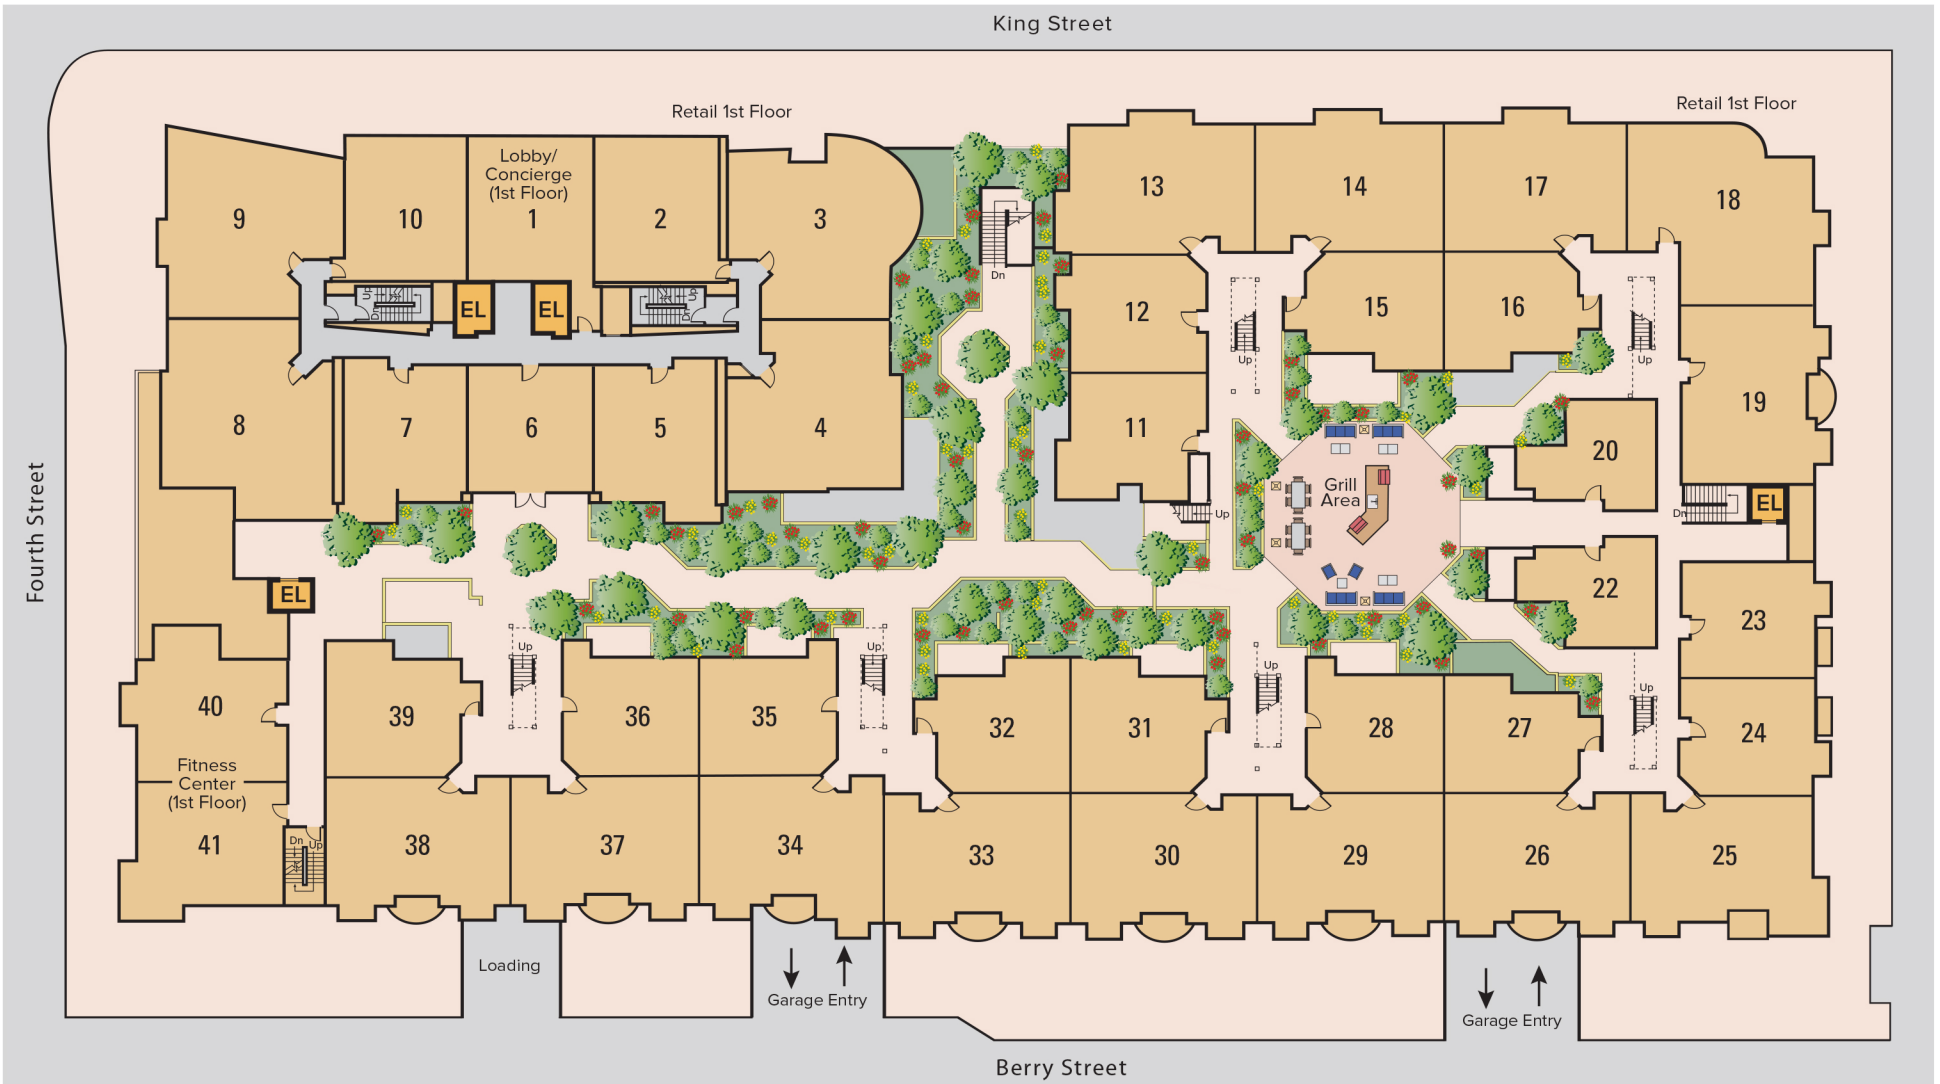 King Street
Retail 1st Floor
Retail 1st Floor
Lobby/
Concierge
(1st Floor)
9
10
1
2
3
13
14
17
18
Up
Up
EL
EL
Dn
Dn
Dn
12
15
16
Up
Up
8
7
6
5
4
11
19
20
Grill
Area
Up
Dn
EL
Fourth Street
EL
22
23
Up
Up
Up
Up
40
39
36
35
32
31
28
27
24
Fitness
Center
(1st Floor)
41
Dn
Up
38
37
34
33
30
29
26
25
Loading
Garage Entry
Garage Entry
Berry Street